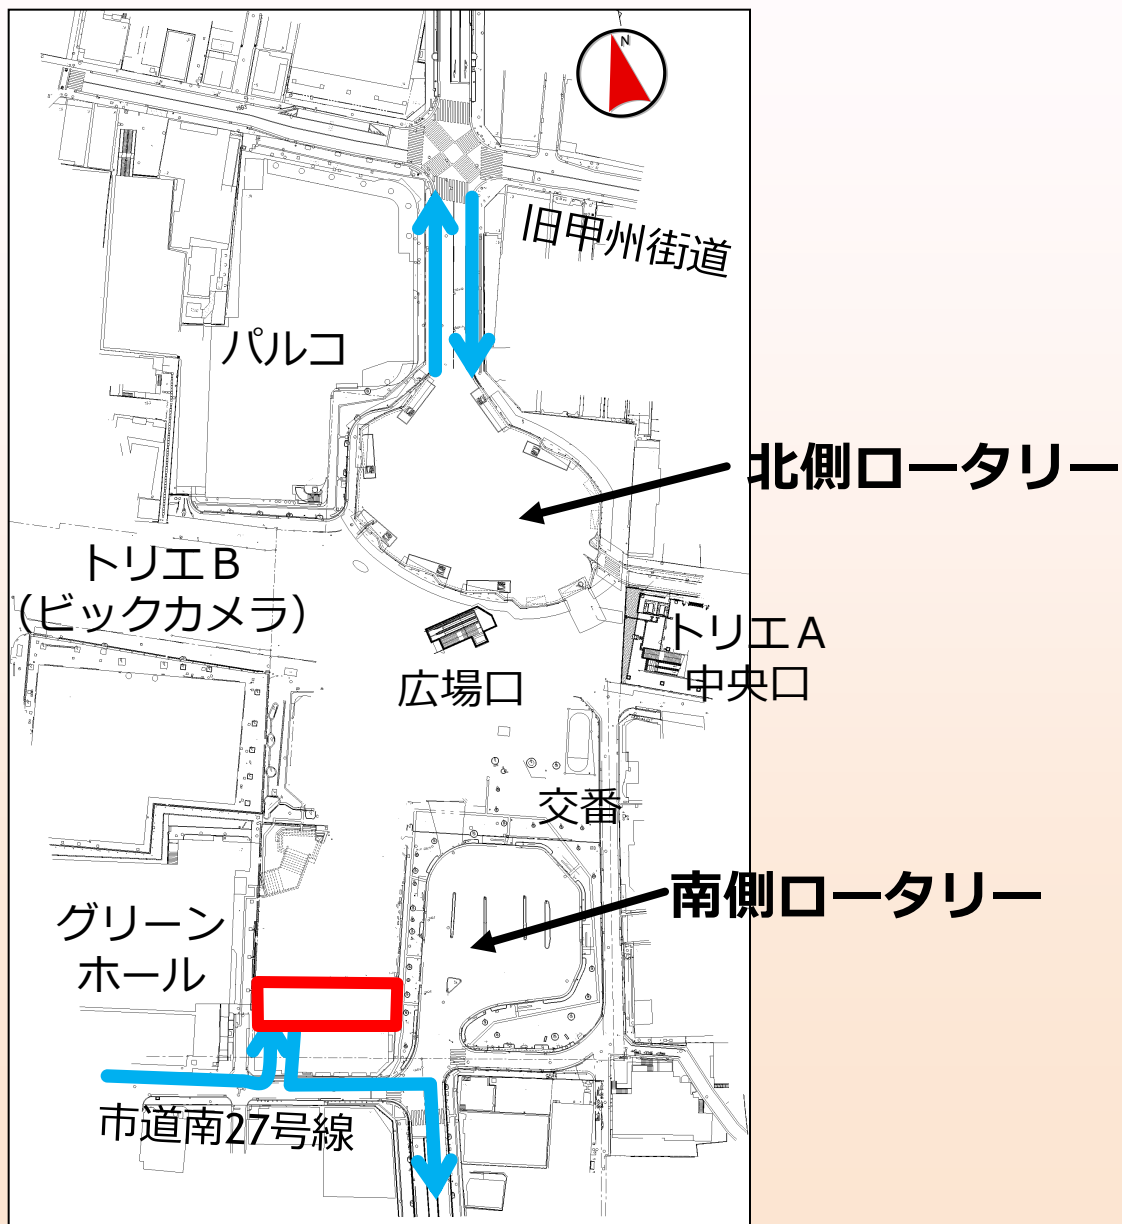 N
旧甲州街道
パルコ
北側ロータリー
トリエB
（ビックカメラ）
トリエA
中央口
広場口
交番
南側ロータリー
グリーン
ホール
市道南27号線